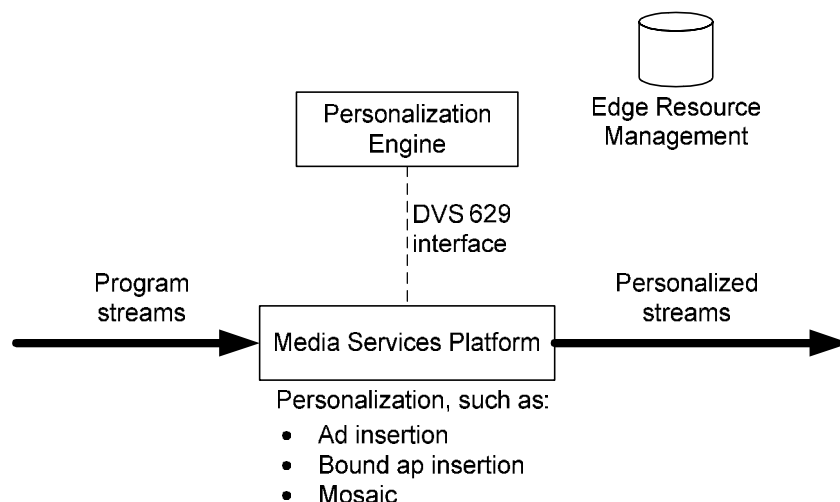 Edge Resource
Management
Personalization
Engine
DVS 629
interface
Program
streams
Media Services Platform
Personalized
streams
Personalization, such as:
• Ad insertion
• Bound ap insertion
• Mosaic